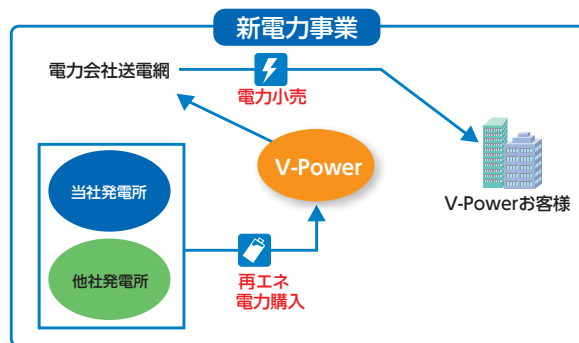 新電力事業
電力会社送電網
電力小売
V-Power
V-Powerお客様
当社発電所
他社発電所
再エネ
電力購入